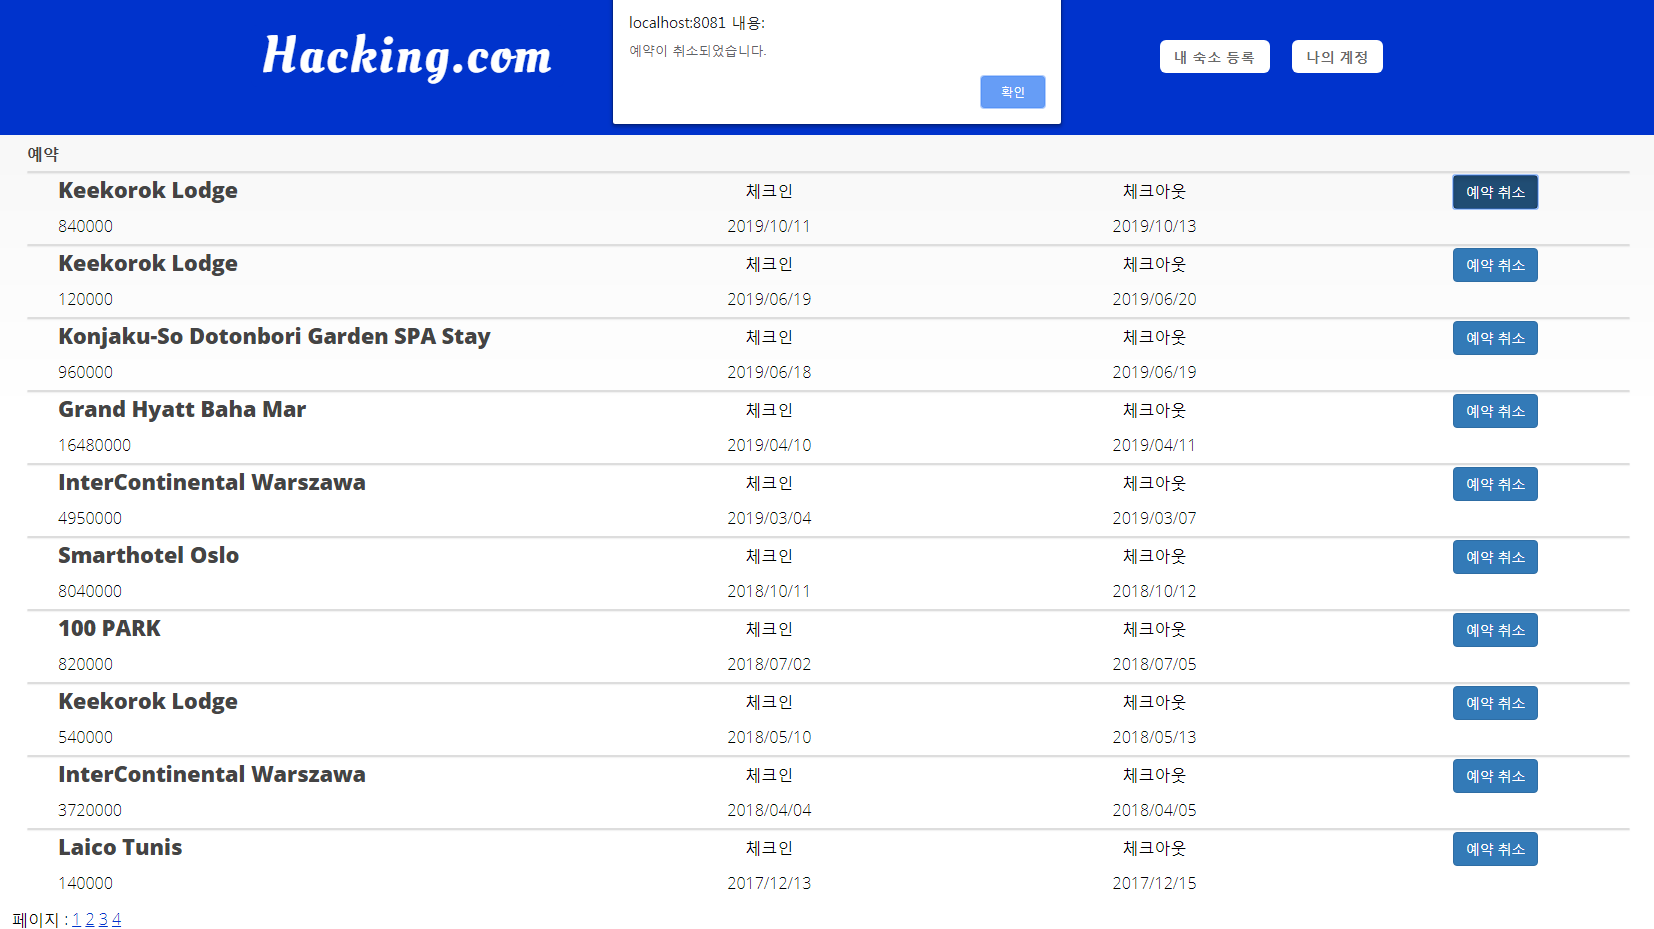 Hacking.com
localhost:8081 내용:
예약이 취소되었습니다.
확인
내 숙소 등록
나의 계정
예약
Keekorok Lodge 체크인 체크아웃 예약 취소
840000 2019/10/11 2019/10/13
Keekorok Lodge 체크인 체크아웃 예약 취소
120000 2019/06/19 2019/06/20
Konjaku-So Dotonbori Garden SPA Stay 체크인 체크아웃 예약 취소
960000 2019/06/18 2019/06/19
Grand Hyatt Baha Mar 체크인 체크아웃 예약 취소
16480000 2019/04/10 2019/04/11
InterContinental Warszawa 체크인 체크아웃 예약 취소
4950000 2019/03/04 2019/03/07
Smarthotel Oslo 체크인 체크아웃 예약 취소
8040000 2018/10/11 2018/10/12
100 PARK 체크인 체크아웃 예약 취소
820000 2018/07/02 2018/07/05
Keekorok Lodge 체크인 체크아웃 예약 취소
540000 2018/05/10 2018/05/13
InterContinental Warszawa 체크인 체크아웃 예약 취소
3720000 2018/04/04 2018/04/05
Laico Tunis 체크인 체크아웃 예약 취소
140000 2017/12/13 2017/12/15
페이지 : 1 2 3 4